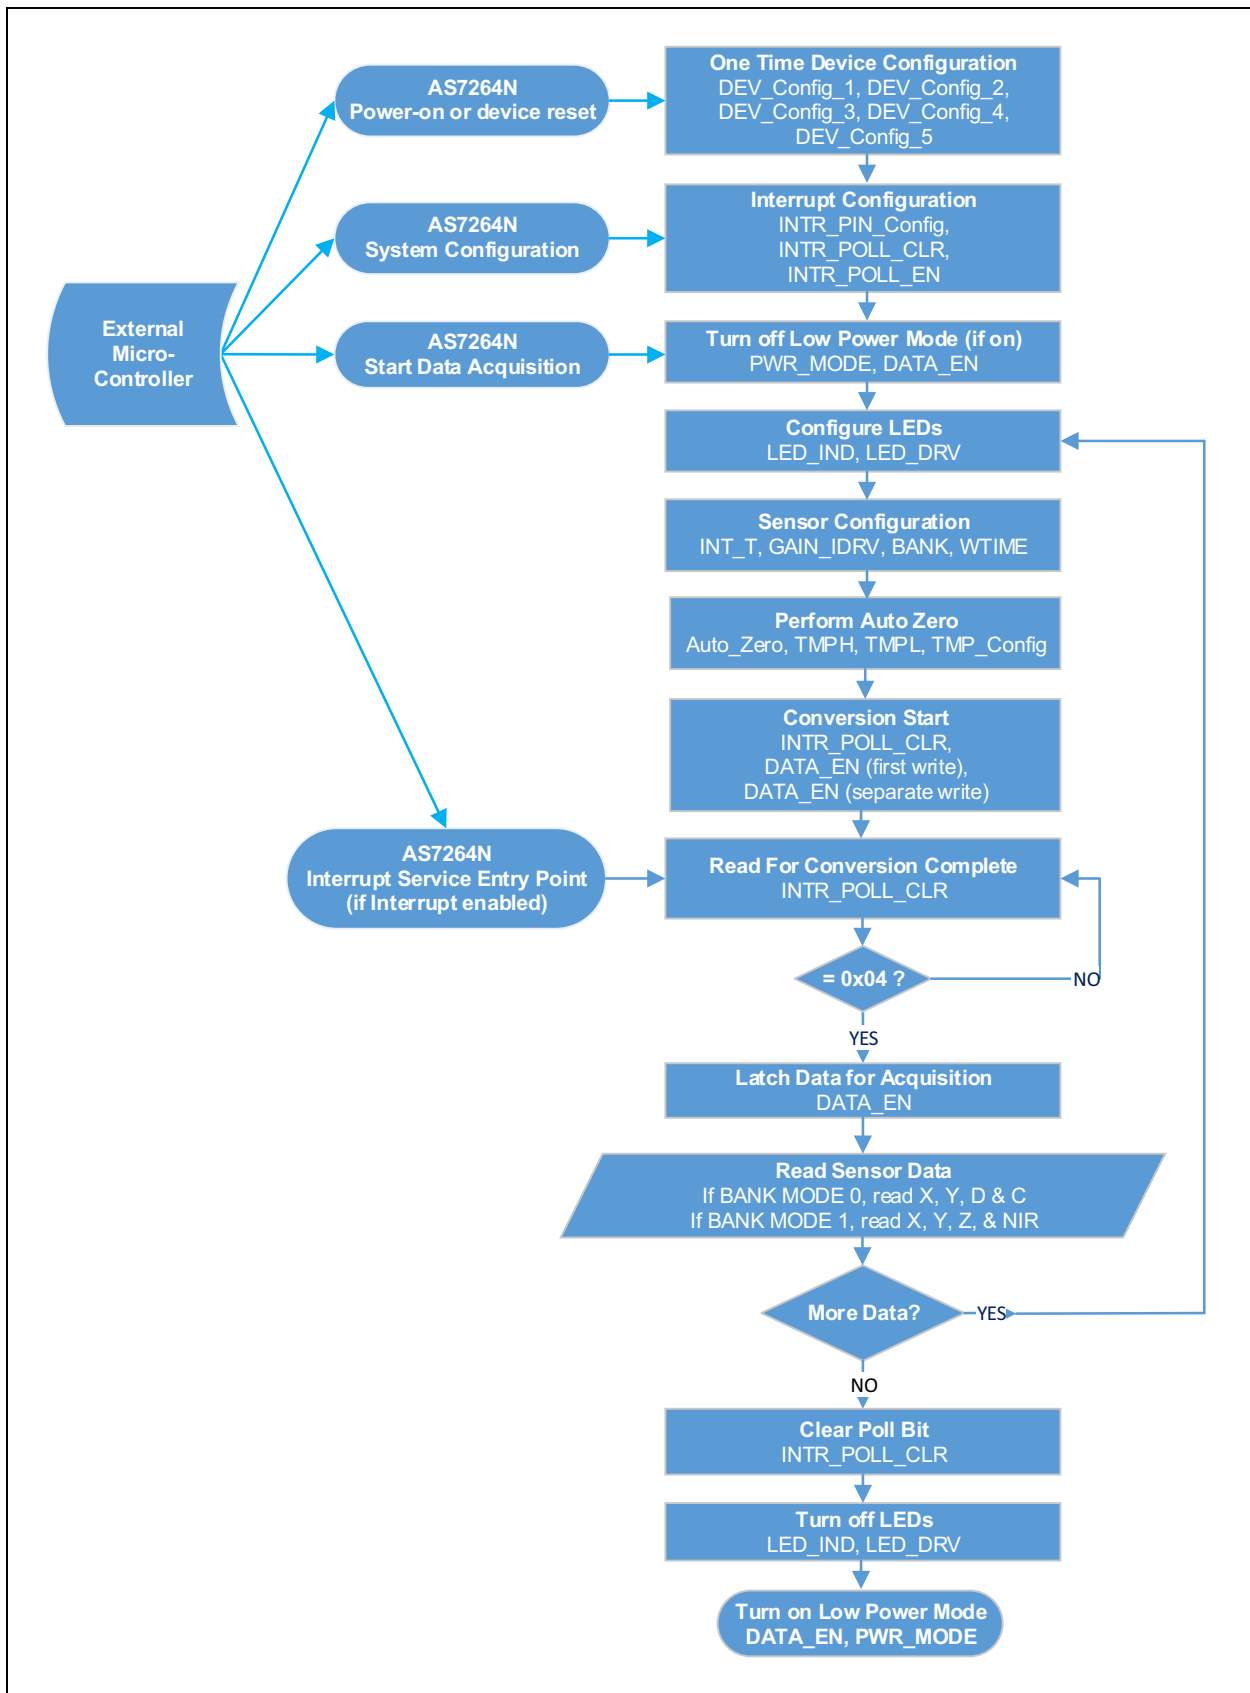 One Time Device Configuration
DEV_Config_1, DEV_Config_2,
DEV_Config_3, DEV_Config_4,
DEV_Config_5
AS7264N
Power-on or device reset
Interrupt Configuration
INTR_PIN_Config,
INTR_POLL_CLR,
INTR_POLL_EN
AS7264N
System Configuration
External
Micro-
Controller
AS7264N
Start Data Acquisition
Turn off Low Power Mode (if on)
PWR_MODE, DATA_EN
Configure LEDs
LED_IND, LED_DRV
Sensor Configuration
INT_T, GAIN_IDRV, BANK, WTIME
Perform Auto Zero
Auto_Zero, TMPH, TMPL, TMP_Config
Conversion Start
INTR_POLL_CLR,
DATA_EN (first write),
DATA_EN (separate write)
AS7264N
Interrupt Service Entry Point
(if Interrupt enabled)
Read For Conversion Complete
INTR_POLL_CLR
= 0x04 ?
NO
YES
Latch Data for Acquisition
DATA_EN
Read Sensor Data
If BANK MODE 0, read X, Y, D & C
If BANK MODE 1, read X, Y, Z, & NIR
More Data?
YES
NO
Clear Poll Bit
INTR_POLL_CLR
Turn off LEDs
LED_IND, LED_DRV
Turn on Low Power Mode
DATA_EN, PWR_MODE